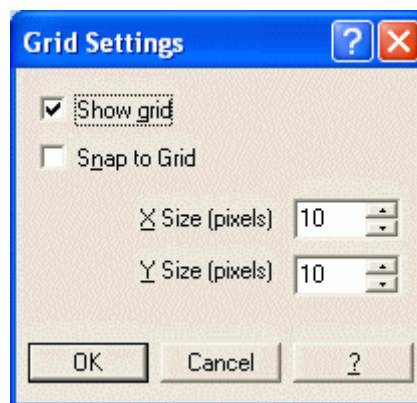 Grid Settings ?
Show grid
Snap to Grid
X Size (pixels) 10
Y Size (pixels) 10
OK Cancel ?